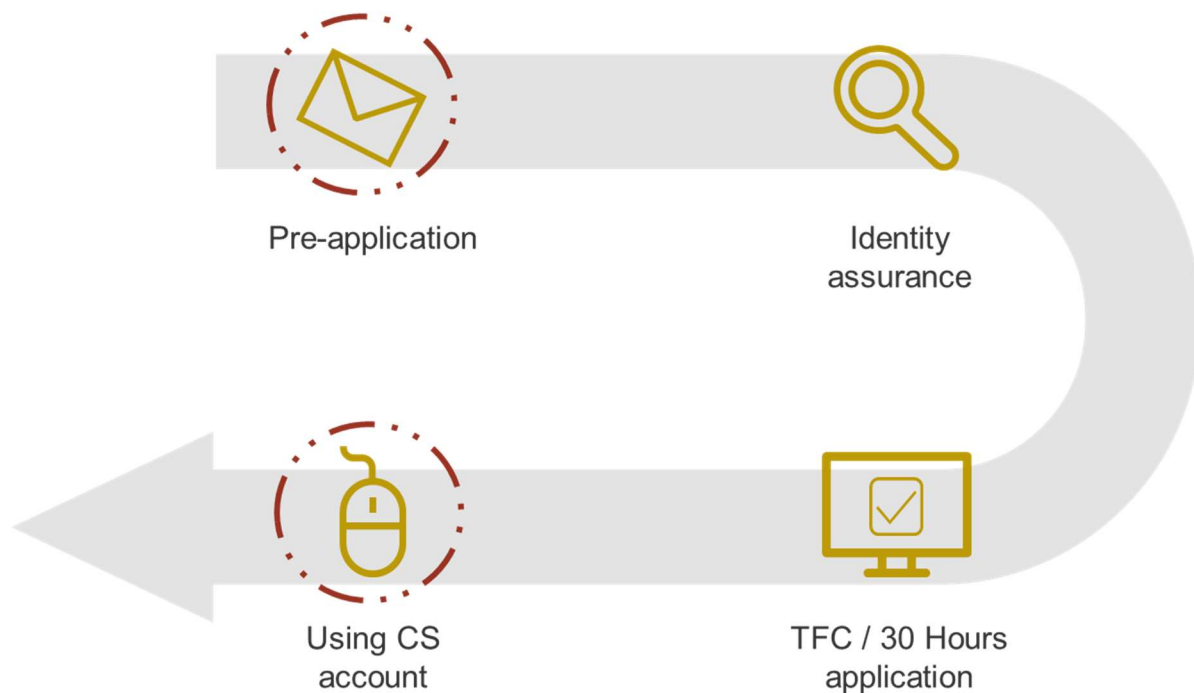 Pre-application
Identity
assurance
Using CS
account
TFC / 30 Hours
application